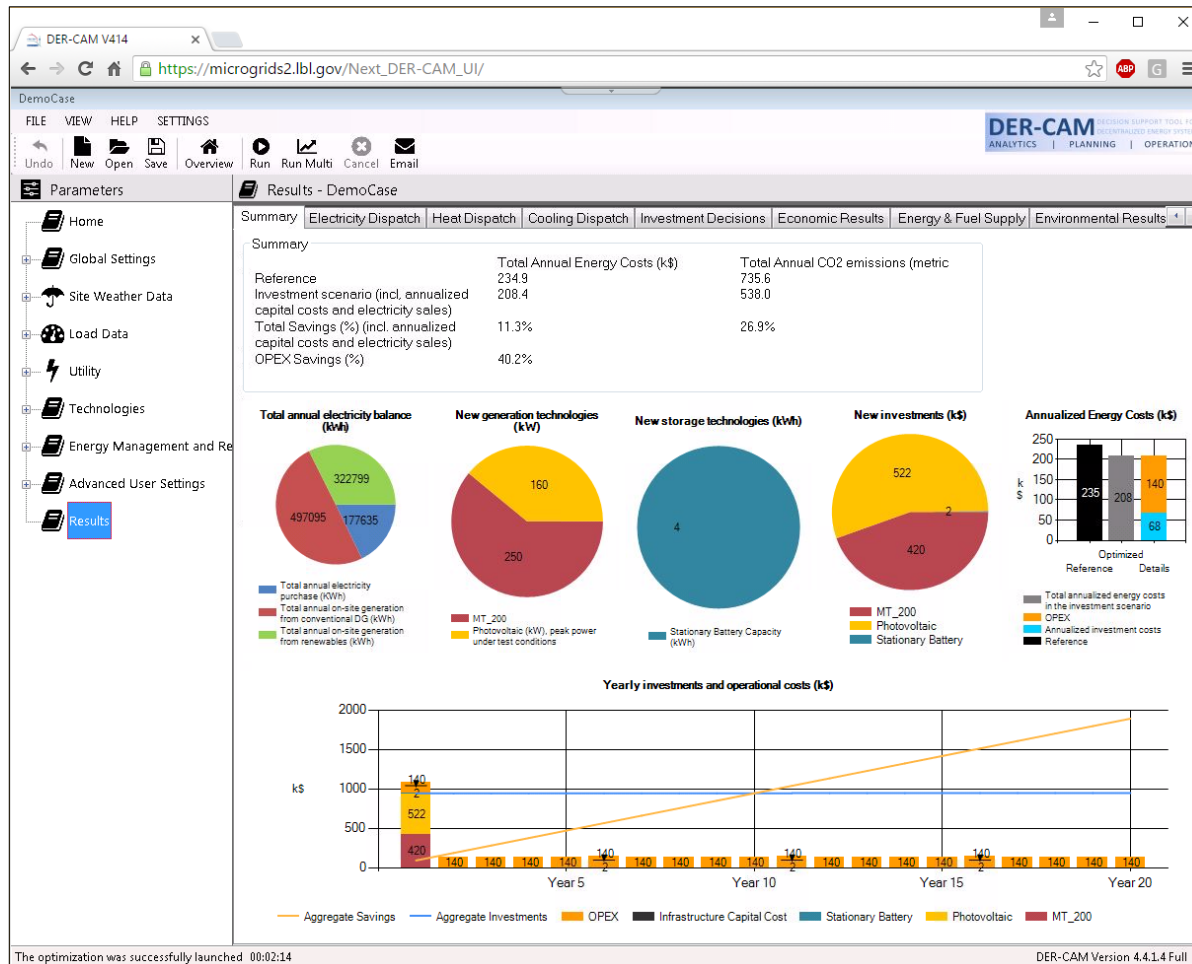 DER-CAM V414
https://microgrids2.lbl.gov/Next_DER-CAM_UI/
ABP
G
DemoCase
FILE VIEW HELP SETTINGS
DER-CAM DECISION SUPPORT TOOL FO
DECENTRALIZED ENERGY SYSTEM
ANALYTICS | PLANNING | OPERATION
Undo New Open Save Overview Run Run Multi Cancel Email
Parameters
Results - DemoCase
Home
Global Settings
Site Weather Data
Load Data
Utility
Technologies
Energy Management and Re
Advanced User Settings
Results
Summary Electricity Dispatch Heat Dispatch Cooling Dispatch Investment Decisions Economic Results Energy & Fuel Supply Environmental Results
Summary
Total Annual Energy Costs (k$) Total Annual CO2 emissions (metric
Reference 234.9 735.6
Investment scenario (incl, annualized 208.4 538.0
capital costs and electricity sales)
Total Savings (%) (incl. annualized 11.3% 26.9%
capital costs and electricity sales)
OPEX Savings (%) 40.2%
Total annual electricity balance
(kWh)
322799
497095
177635
Total annual electricity
purchase (KWh)
Total annual on-site generation
from conventional DG (kWh)
Total annual on-site generation
from renewables (kWh)
New generation technologies
(kW)
160
250
MT_200
Photovoltaic (kW), peak power
under test conditions
New storage technologies (kWh)
4
Stationary Battery Capacity
(kWh)
New investments (k$)
522
2
420
MT_200
Photovoltaic
Stationary Battery
Annualized Energy Costs (k$)
250
200
150
100
50
0
k
$
235
208
140
68
Optimized
Reference Details
Total annualized energy costs
in the investment scenario
OPEX
Annualized investment costs
Reference
Yearly investments and operational costs (k$)
2000
1500
1000
500
0
k$
140
2
522
420
140 140 140 140 140 140 140 140 140 140 140 140 140 140 140 140 140 140 140
2 2 2
Year 5 Year 10 Year 15 Year 20
Aggregate Savings Aggregate Investments OPEX Infrastructure Capital Cost Stationary Battery Photovoltaic MT_200
The optimization was successfully launched 00:02:14
DER-CAM Version 4.4.1.4 Full